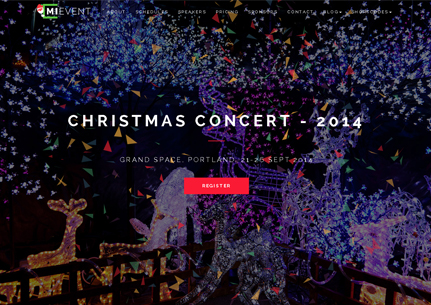 MI EVENT
ABOUT SCHEDULES SPEAKERS PRICING SPONSORS CONTACT BLOG SHORTCODES
CHRISTMAS CONCERT - 2014
GRAND SPACE, PORTLAND, 21-26 SEPT 2014
REGISTER